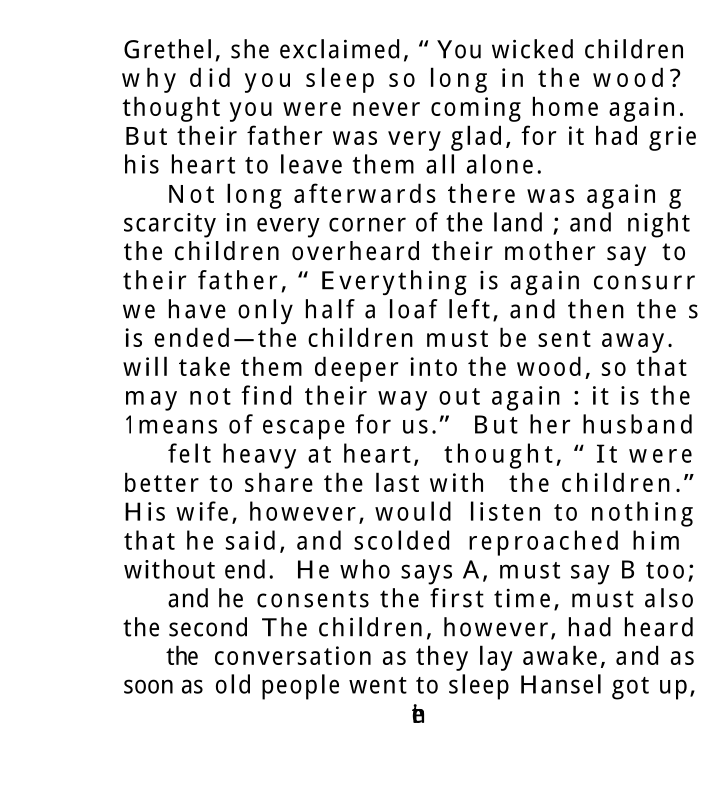 Grethel, she exclaimed, “ You wicked children
why did you sleep so long in the wood?
thought you were never coming home again.
But their father was very glad, for it had grie
his heart to leave them all alone.
Not long afterwards there was again g
scarcity in every corner of the land ; and night
the children overheard their mother say to
their father, “ Everything is again consurr
we have only half a loaf left, and then the s
is ended—the children must be sent away.
will take them deeper into the wood, so that
may not find their way out again : it is the
1means of escape for us.” But her husband
felt heavy at heart, thought, “ It were
better to share the last with the children.”
His wife, however, would listen to nothing
that he said, and scolded reproached him
without end. He who says A, must say B too;
and he consents the first time, must also
the second The children, however, had heard
the conversation as they lay awake, and as
soon as old people went to sleep Hansel got up,